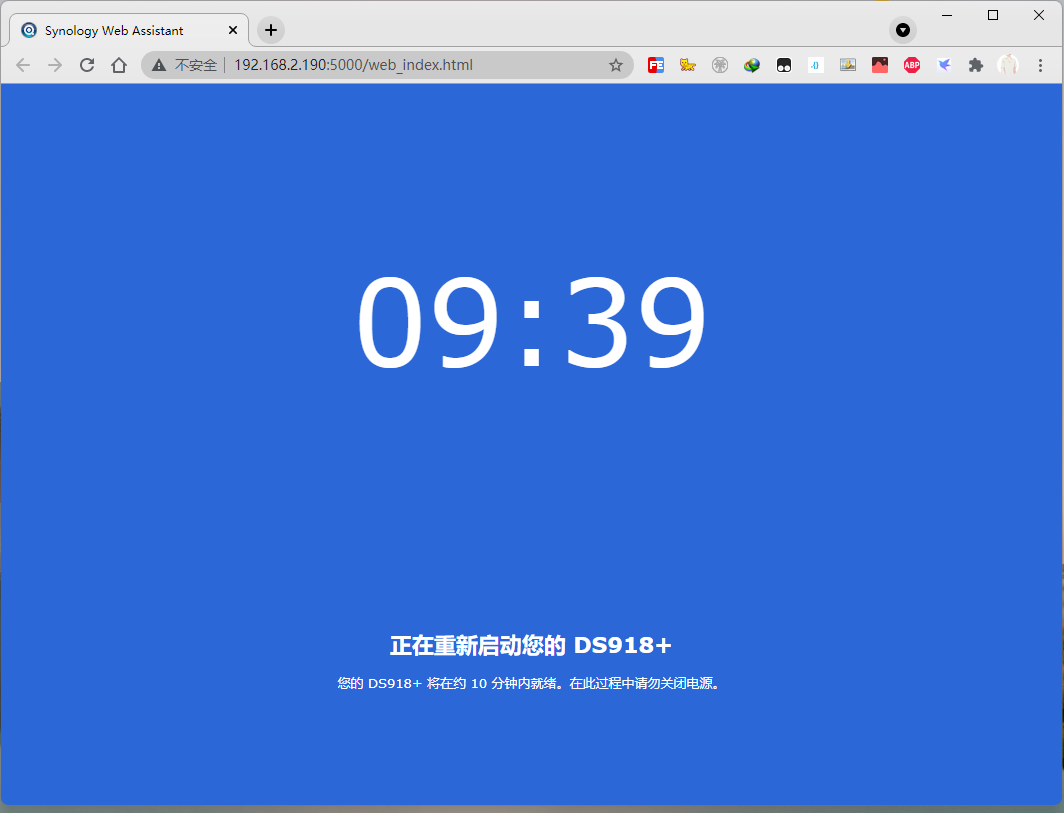 Synology Web Assistant
不安全 192.168.2.190:5000/web_index.html
ABP
09:39
正在重新启动您的 DS918+
您的 DS918+ 将在约 10 分钟内就绪。在此过程中请勿关闭电源。